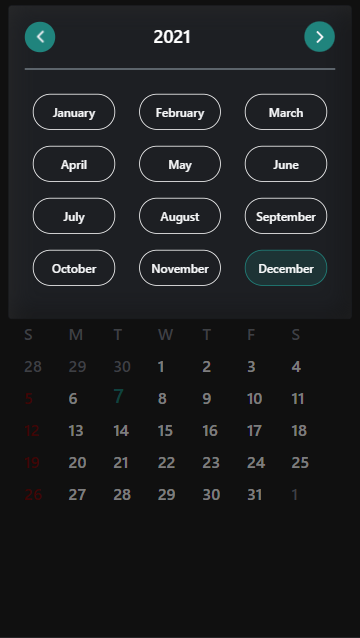 2021
January February March
April May June
July August September
October November December
S M T W T F S
28 29 30 1 2 3 4
5 6 7 8 9 10 11
12 13 14 15 16 17 18
19 20 21 22 23 24 25
26 27 28 29 30 31 1